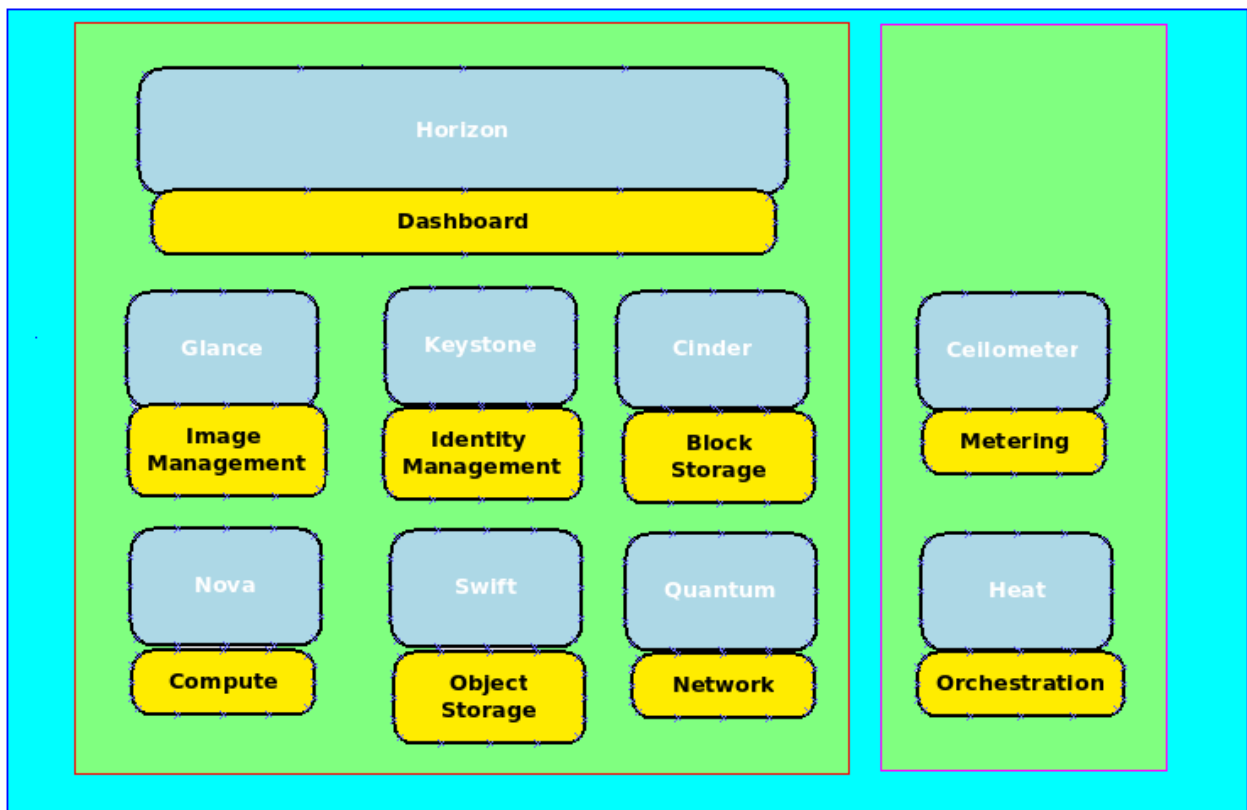 Horizon
Dashboard
Glance
Keystone
Cinder
Cellometer
Image
Management
Identity
Management
Block
Storage
Metering
Nova
Swift
Quantum
Heat
Compute
Object
Storage
Network
Orchestration